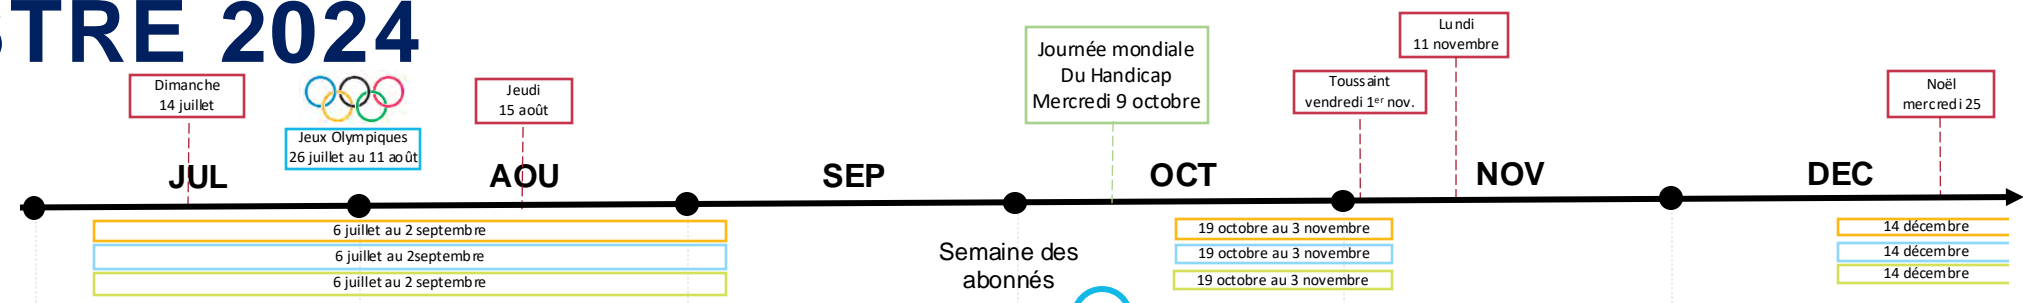 STRE 2024
Dimanche
14 juillet
Jeux Olympiques
26 juillet au 11 août
Jeudi
15 août
Journée mondiale
Du Handicap
Mercredi 9 octobre
Toussaint
vendredi 1er nov.
Lundi
11 novembre
Noël
mercredi 25
JUL
AOU
SEP
OCT
NOV
DEC
6 juillet au 2 septembre
6 juillet au 2septembre
6 juillet au 2 septembre
Semaine des
abonnés
19 octobre au 3 novembre
19 octobre au 3 novembre
19 octobre au 3 novembre
14 décembre
14 décembre
14 décembre